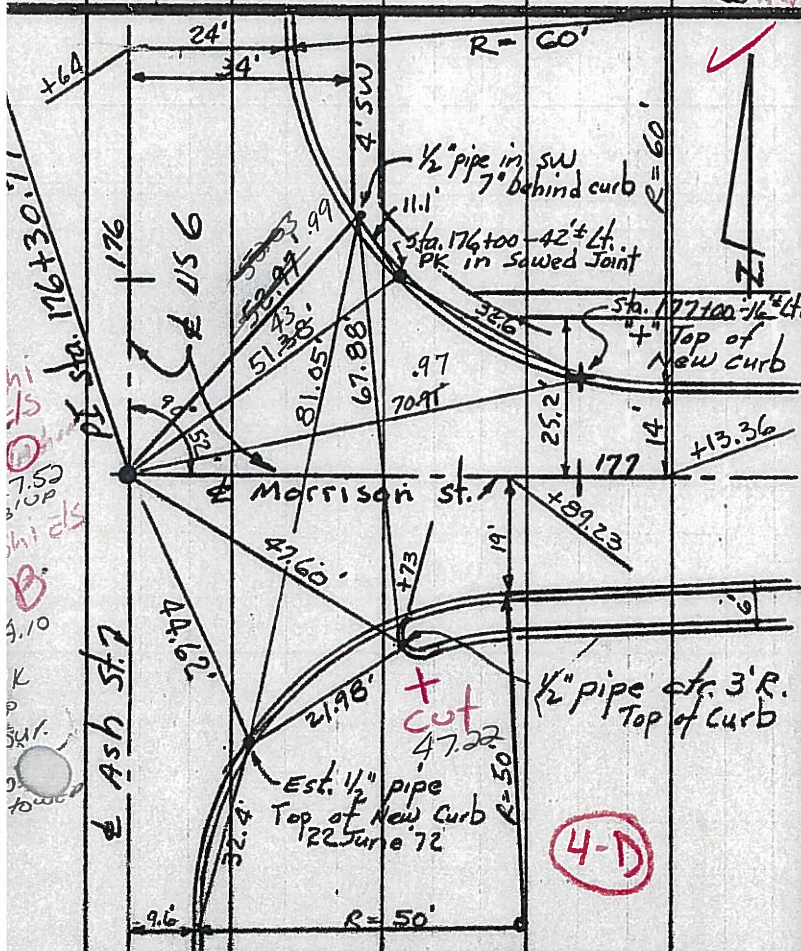 24'
R= 60'
+64
34'
4' SW
R= 60'
1/2" pipe in SW
7" behind curb
11.1'
PI Sta. 176+30.77
176
℄ US 6
.99
52.97
43
51.38'
Sta. 176+00-42'± Lt.
PK in Sawed Joint
32.6
Sta. 177+00-16'± Lt.
"+" Top of
New Curb
Z
81.05'
67.88'
.97
70.91'
25.2'
14'
+13.36
90°
52'
7.52
℄ Morrison St.
177
+89.23
19'
47.60'
+73
6'
44.62'
B
℄ Ash St.
21.98'
+
cut
47.22
1/2" pipe ctr. 3' R.
Top of Curb
R= 50'
K
Est. 1/2" pipe
Top of New Curb
22 June '72
32.4'
4-D
9.6'
R= 50'